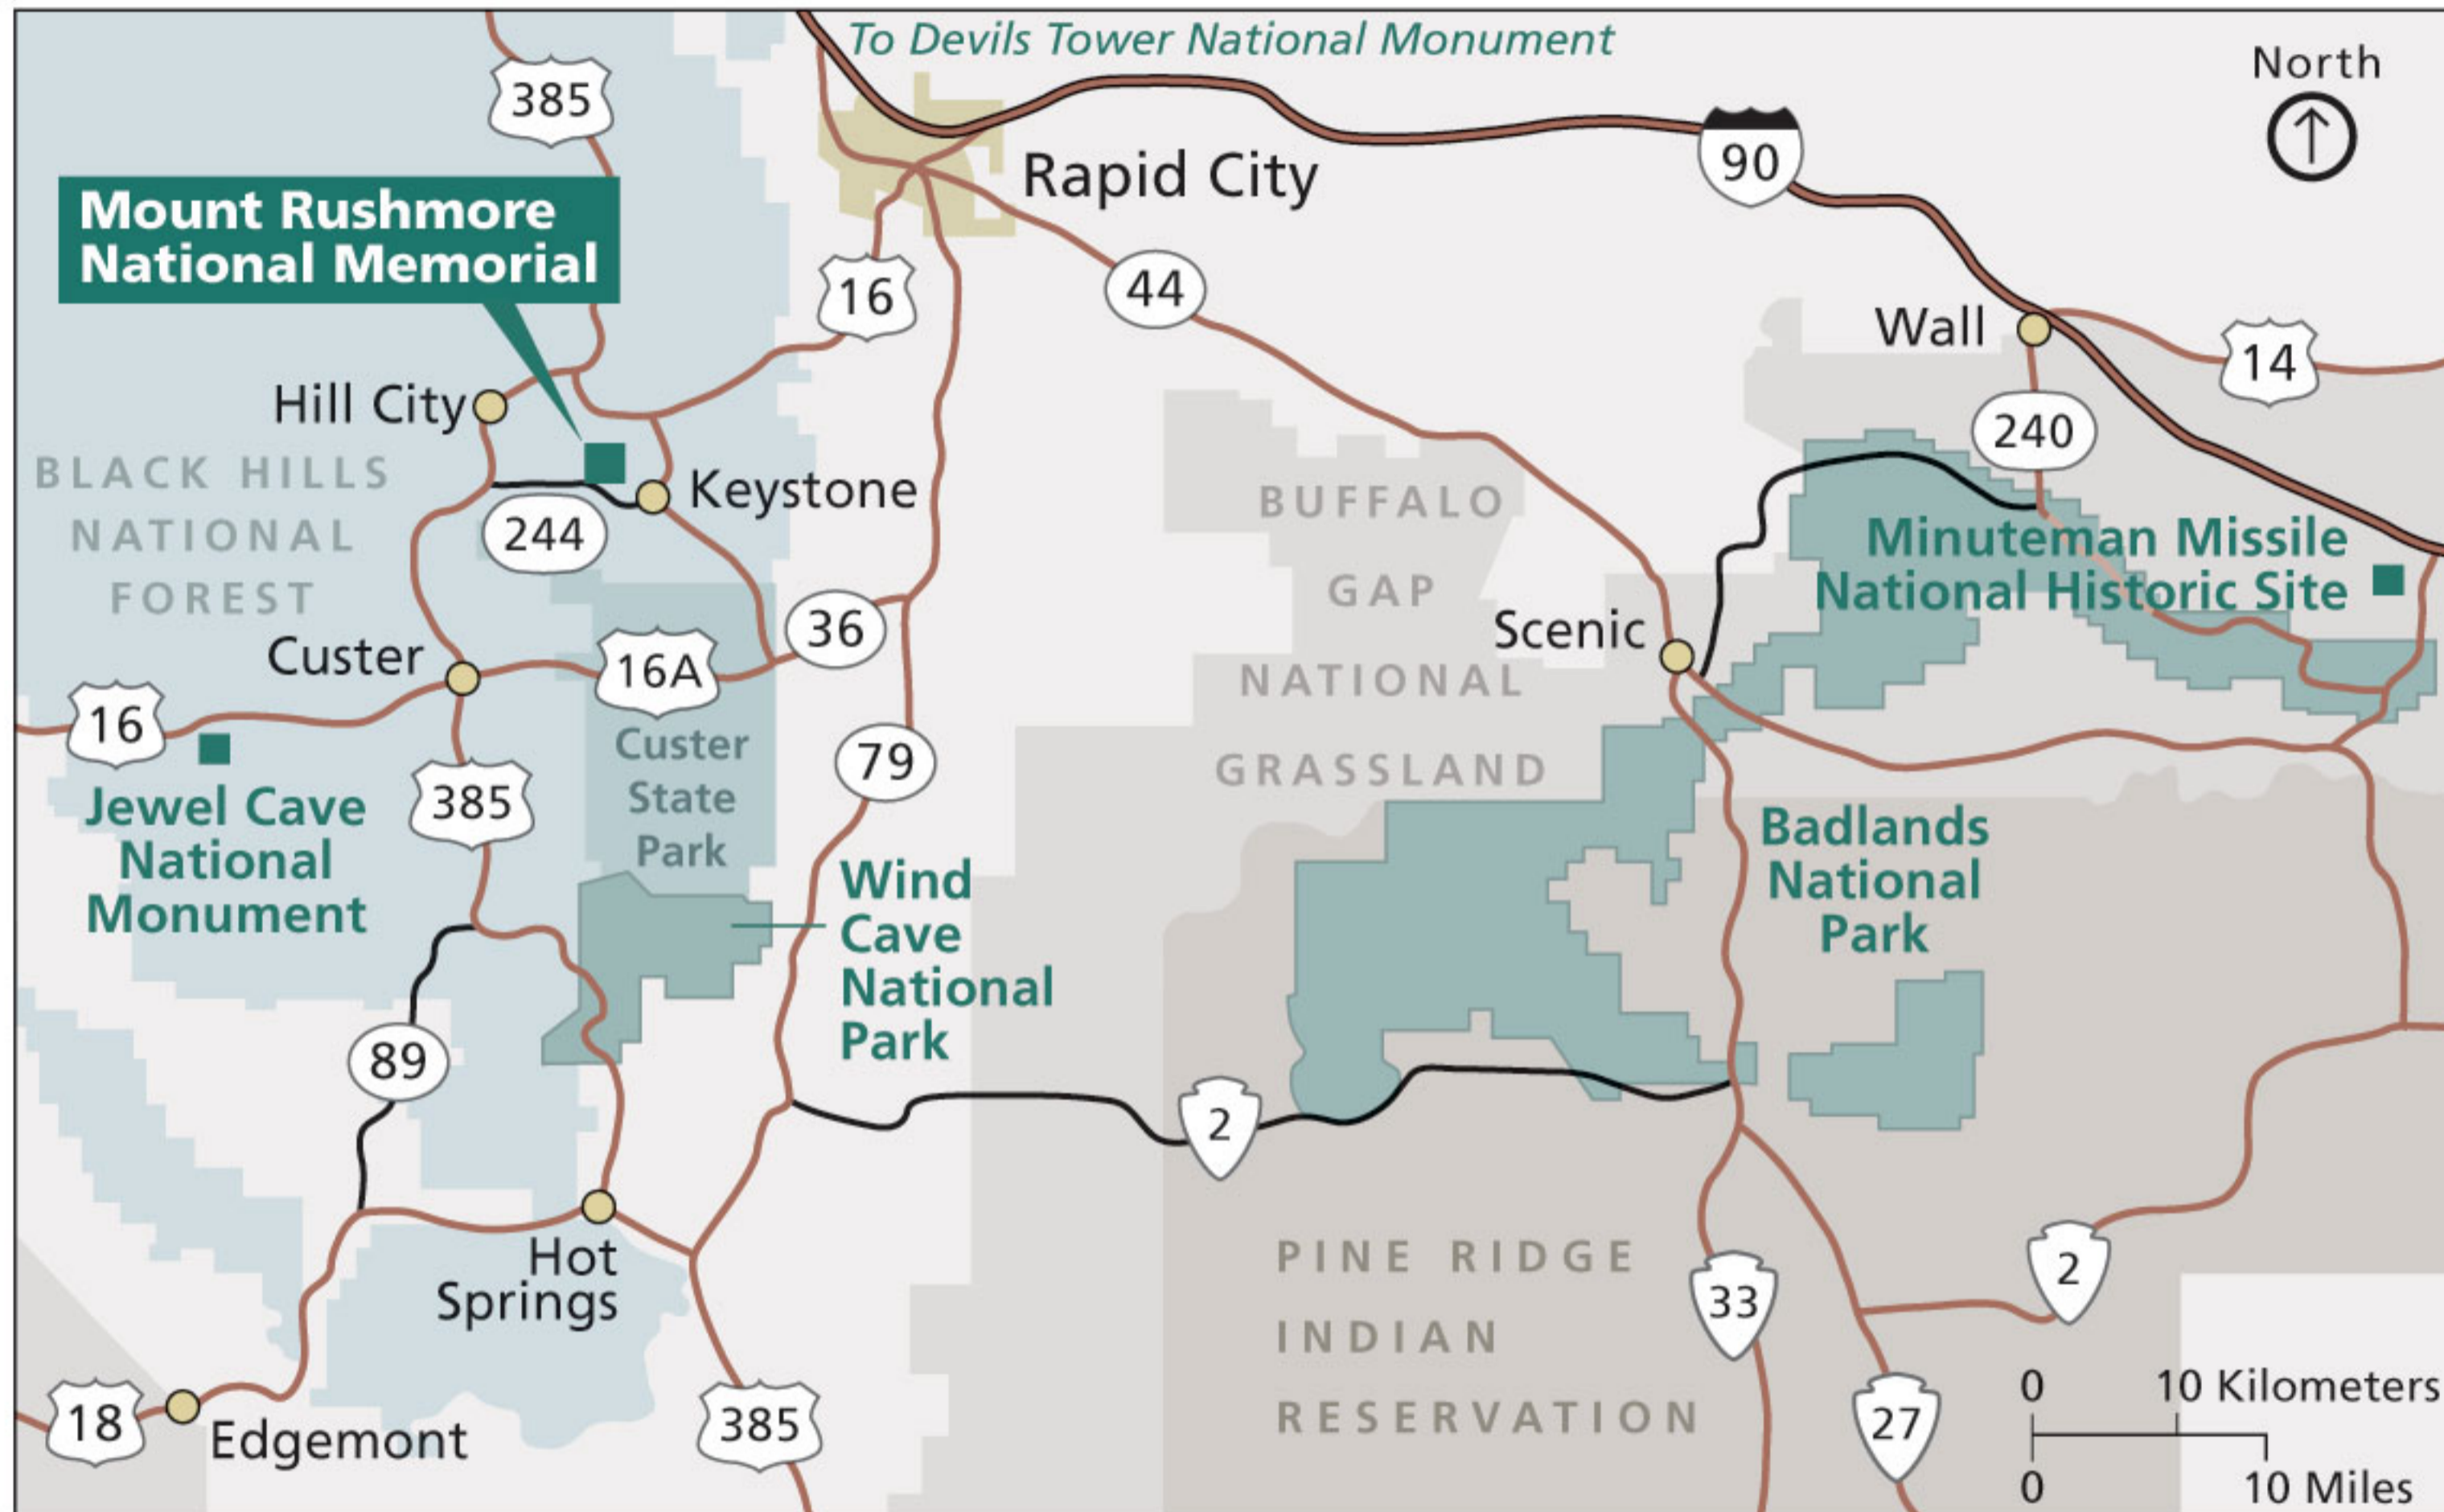 To Devils Tower National Monument
North
385
90
Rapid City
Mount Rushmore
National Memorial
16
44
Wall
14
Hill City
240
BLACK HILLS
NATIONAL
FOREST
Keystone
244
BUFFALO
GAP
NATIONAL
GRASSLAND
Minuteman Missile
National Historic Site
Scenic
36
Custer
16A
16
Custer
State
Park
79
385
Jewel Cave
National
Monument
Wind
Cave
National
Park
Badlands
National
Park
89
2
Hot
Springs
PINE RIDGE
INDIAN
RESERVATION
33
2
27
18
Edgemont
385
0
10 Kilometers
0
10 Miles